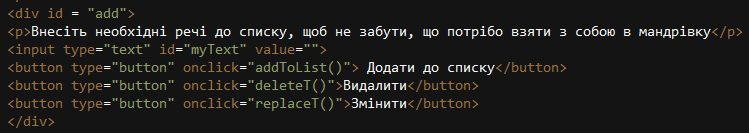 <div id = "add">
<p>Внесіть необхідні речі до списку, щоб не забути, що потрібо взяти з собою в мандрівку</p>
<input type="text" id="myText" value="">
<button type="button" onclick="addToList()"> Додати до списку</button>
<button type="button" onclick="deleteT()">Видалити</button>
<button type="button" onclick="replaceT()">Змінити</button>
</div>